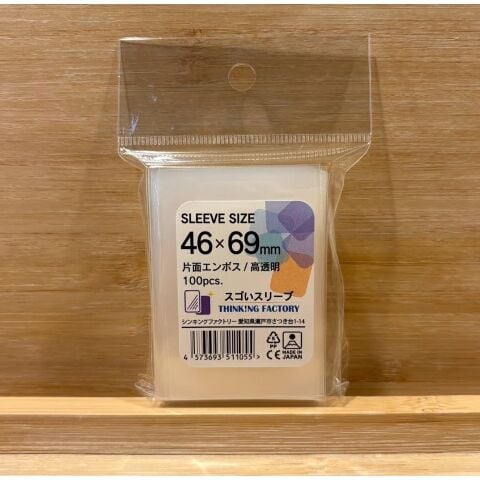 SLEEVE SIZE
46×69mm
片面エンボス / 高透明
100pcs.
スゴいスリーブ
THINK!NG FACTORY
シンキングファクトリー 愛知県瀬戸市さつき台1-14
4 573693 511055 >
PP
CE MADE IN JAPAN